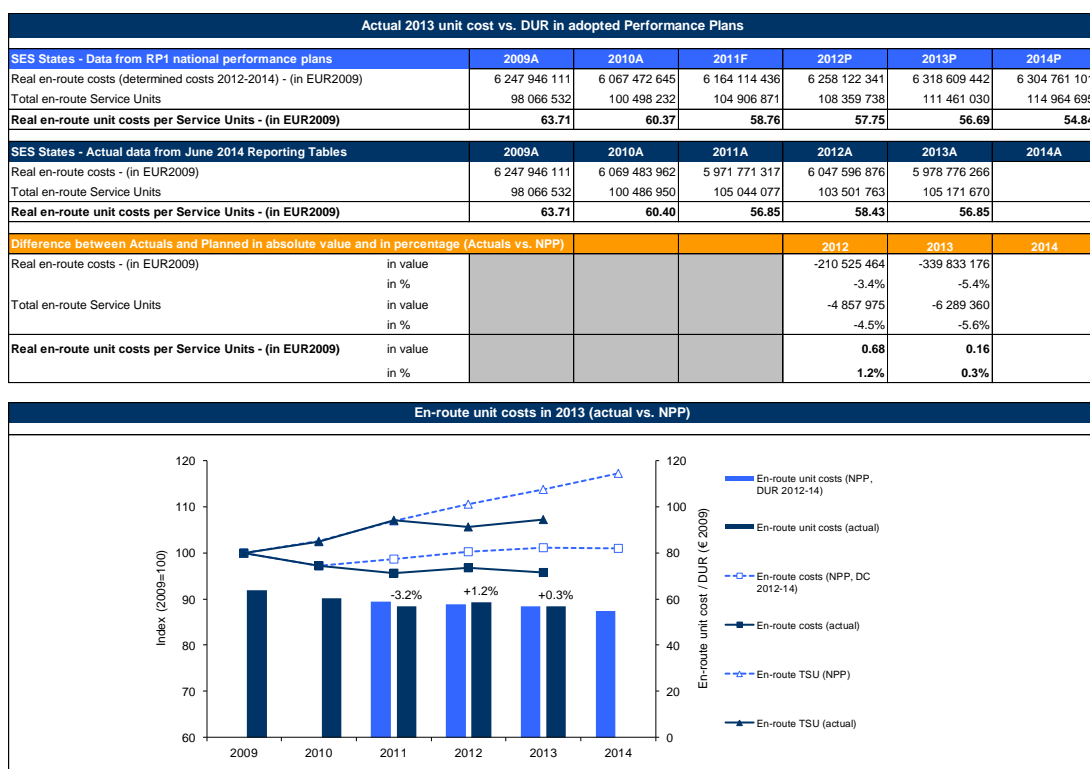 Actual 2013 unit cost vs. DUR in adopted Performance Plans
SES States - Data from RP1 national performance plans 2009A 2010A 2011F 2012P 2013P 2014P
Real en-route costs (determined costs 2012-2014) - (in EUR2009) 6 247 946 111 6 067 472 645 6 164 114 436 6 258 122 341 6 318 609 442 6 304 761 101
Total en-route Service Units 98 066 532 100 498 232 104 906 871 108 359 738 111 461 030 114 964 695
Real en-route unit costs per Service Units - (in EUR2009) 63.71 60.37 58.76 57.75 56.69 54.84
SES States - Actual data from June 2014 Reporting Tables 2009A 2010A 2011A 2012A 2013A 2014A
Real en-route costs - (in EUR2009) 6 247 946 111 6 069 483 962 5 971 771 317 6 047 596 876 5 978 776 266
Total en-route Service Units 98 066 532 100 486 950 105 044 077 103 501 763 105 171 670
Real en-route unit costs per Service Units - (in EUR2009) 63.71 60.40 56.85 58.43 56.85
Difference between Actuals and Planned in absolute value and in percentage (Actuals vs. NPP) 2012 2013 2014
Real en-route costs - (in EUR2009) in value -210 525 464 -339 833 176
in % -3.4% -5.4%
Total en-route Service Units in value -4 857 975 -6 289 360
in % -4.5% -5.6%
Real en-route unit costs per Service Units - (in EUR2009) in value 0.68 0.16
in % 1.2% 0.3%
En-route unit costs in 2013 (actual vs. NPP)
Index (2009=100)
120
110
100
90
80
70
60
-3.2% +1.2% +0.3%
2009 2010 2011 2012 2013 2014
120
100
80
60
40
20
0
En-route unit cost / DUR (€ 2009)
En-route unit costs (NPP,
DUR 2012-14)
En-route unit costs (actual)
En-route costs (NPP, DC
2012-14)
En-route costs (actual)
En-route TSU (NPP)
En-route TSU (actual)